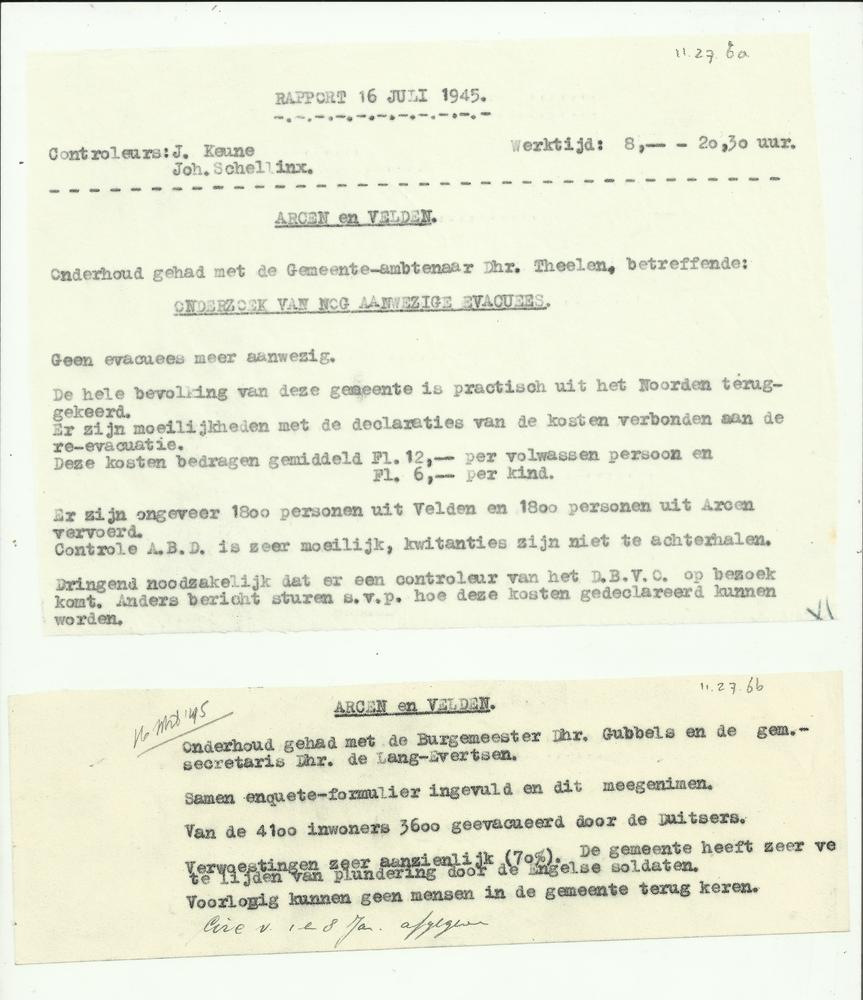 11.27.6a
RAPPORT 16 JULI 1945.
Controleurs: J. Keune Werktijd: 8,-- - 20,30 uur.
Joh. Schellinx.
ARCEN en VELDEN.
Onderhoud gehad met de Gemeente-ambtenaar Dhr. Theelen, betreffende:
ONDERZOEK VAN NOG AANWEZIGE EVACUEES.
Geen evacuees meer aanwezig.
De hele bevolking van deze gemeente is practisch uit het Noorden terug-
gekeerd.
Er zijn moeilijkheden met de declaraties van de kosten verbonden aan de
re-evacuatie.
Deze kosten bedragen gemiddeld Fl. 12,-- per volwassen persoon en
Fl. 6,-- per kind.
Er zijn ongeveer 1800 personen uit Velden en 1800 personen uit Arcen
vervoerd.
Controle A.B.D. is zeer moeilijk, kwitanties zijn niet te achterhalen.
Dringend noodzakelijk dat er een controleur van het D.B.V.C. op bezoek
komt. Anders bericht sturen s.v.p. hoe deze kosten gedeclareerd kunnen
worden.
11.27.6b
ARCEN en VELDEN.
Onderhoud gehad met de Burgemeester Dhr. Gubbels en de gem.-
secretaris Dhr. de Lang-Evertsen.
Samen enquete-formulier ingevuld en dit meegenimen.
Van de 4100 inwoners 3600 geevacueerd door de Duitsers.
Verwoestingen zeer aanzienlijk (70%). De gemeente heeft zeer ve
te lijden van plundering door de Engelse soldaten.
Voorlopig kunnen geen mensen in de gemeente terug keren.
Circ v. 1 e 8 Jan. afgegeven